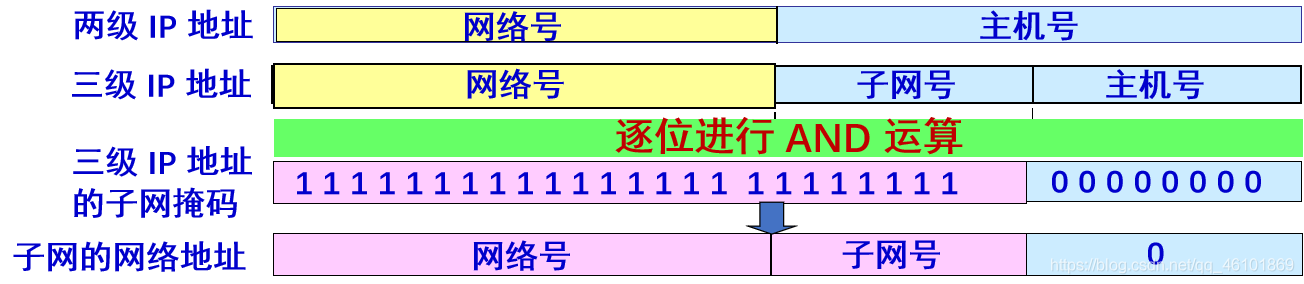 两级 IP 地址 网络号 主机号
三级 IP 地址 网络号 子网号 主机号
逐位进行 AND 运算
三级 IP 地址
的子网掩码
1 1 1 1 1 1 1 1 1 1 1 1 1 1 1 1 1 1 1 1 1 1 1 1 0 0 0 0 0 0 0 0
子网的网络地址 网络号 子网号 0
https://blog.csdn.net/qq_46101869